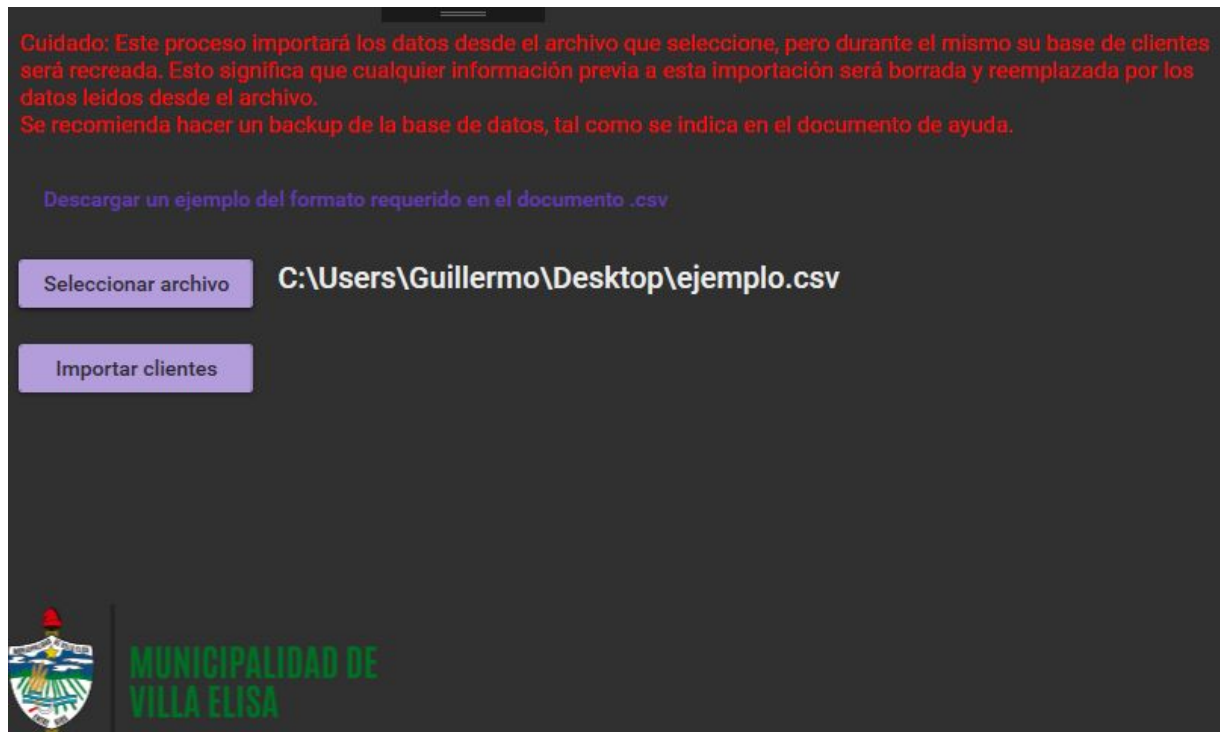 Cuidado: Este proceso importará los datos desde el archivo que seleccione, pero durante el mismo su base de clientes
será recreada. Esto significa que cualquier información previa a esta importación será borrada y reemplazada por los
datos leidos desde el archivo.
Se recomienda hacer un backup de la base de datos, tal como se indica en el documento de ayuda.
Descargar un ejemplo del formato requerido en el documento .csv
Seleccionar archivo
C:\Users\Guillermo\Desktop\ejemplo.csv
Importar clientes
MUNICIPALIDAD DE
VILLA ELISA